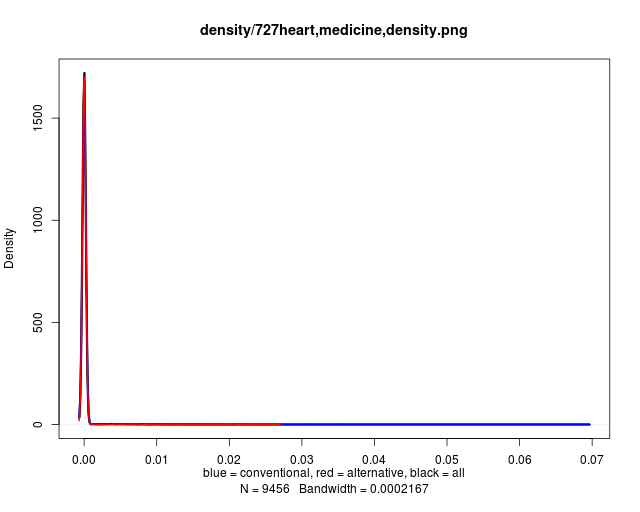 density/727heart,medicine,density.png
Density
1500
1000
500
0
0.00 0.01 0.02 0.03 0.04 0.05 0.06 0.07
blue = conventional, red = alternative, black = all
N = 9456 Bandwidth = 0.0002167